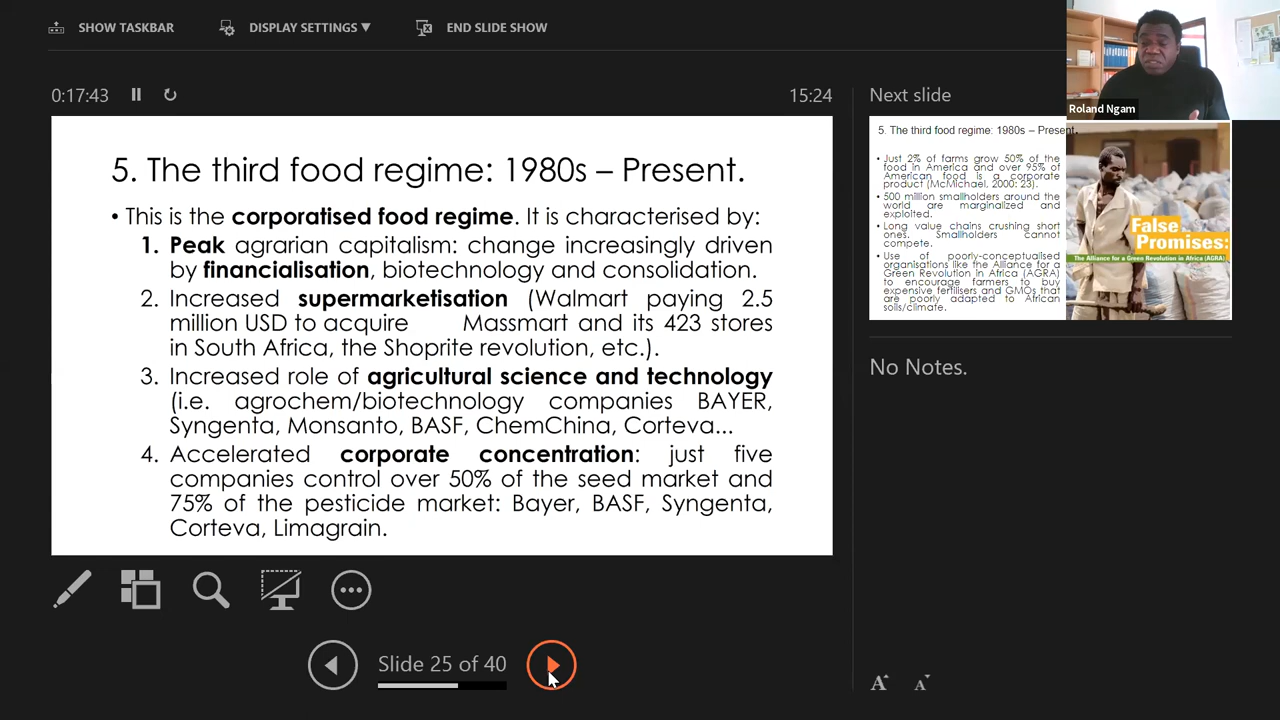 SHOW TASKBAR
DISPLAY SETTINGS ▼
END SLIDE SHOW
0:17:43
15:24
5. The third food regime: 1980s – Present.
• This is the corporatised food regime. It is characterised by:
1. Peak agrarian capitalism: change increasingly driven
by financialisation, biotechnology and consolidation.
2. Increased supermarketisation (Walmart paying 2.5
million USD to acquire Massmart and its 423 stores
in South Africa, the Shoprite revolution, etc.).
3. Increased role of agricultural science and technology
(i.e. agrochem/biotechnology companies BAYER,
Syngenta, Monsanto, BASF, ChemChina, Corteva...
4. Accelerated corporate concentration: just five
companies control over 50% of the seed market and
75% of the pesticide market: Bayer, BASF, Syngenta,
Corteva, Limagrain.
Slide 25 of 40
Roland Ngam
Next slide
5. The third food regime: 1980s – Present.
• Just 2% of farms grow 50% of the
food in America and over 95% of
American food is a corporate
product (McMichael, 2000: 23).
• 500 million smallholders around the
world are marginalized and
exploited.
• Long value chains crushing short
ones. Smallholders cannot
compete.
• Use of poorly-conceptualised
organisations like the Alliance for a
Green Revolution in Africa (AGRA)
to encourage farmers to buy
expensive fertilisers and GMOs that
are poorly adapted to African
soils/climate.
False
Promises:
The Alliance for a Green Revolution in Africa (AGRA)
No Notes.
A A